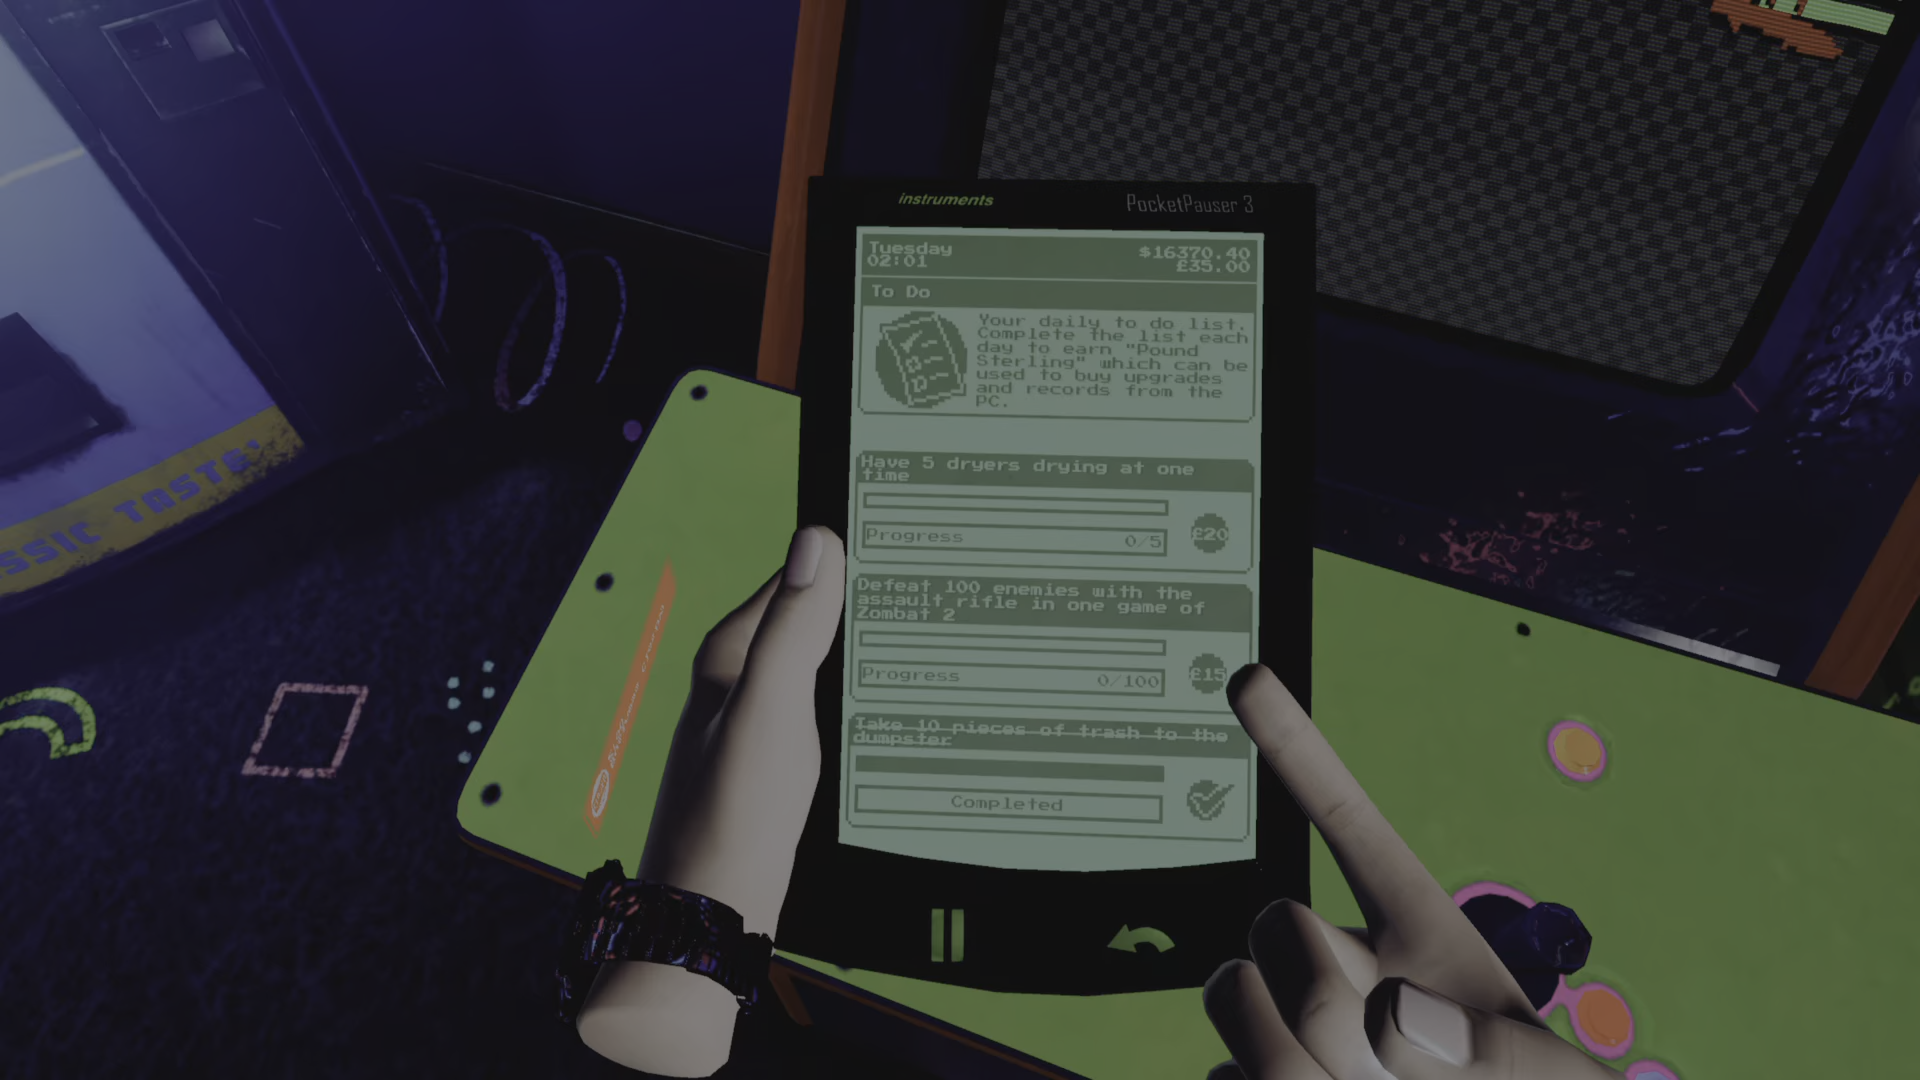 instruments
PocketPauser 3
Tuesday
02:01
$16370.40
£35.00
To Do
Your daily to do list.
Complete the list each
day to earn "Pound
Sterling" which can be
used to buy upgrades
and records from the
PC.
Have 5 dryers drying at one
time
Progress 0/5
£20
Defeat 100 enemies with the
assault rifle in one game of
Zombat 2
Progress 0/100
£15
Take 10 pieces of trash to the
dumpster
Completed
SSIC TASTE'